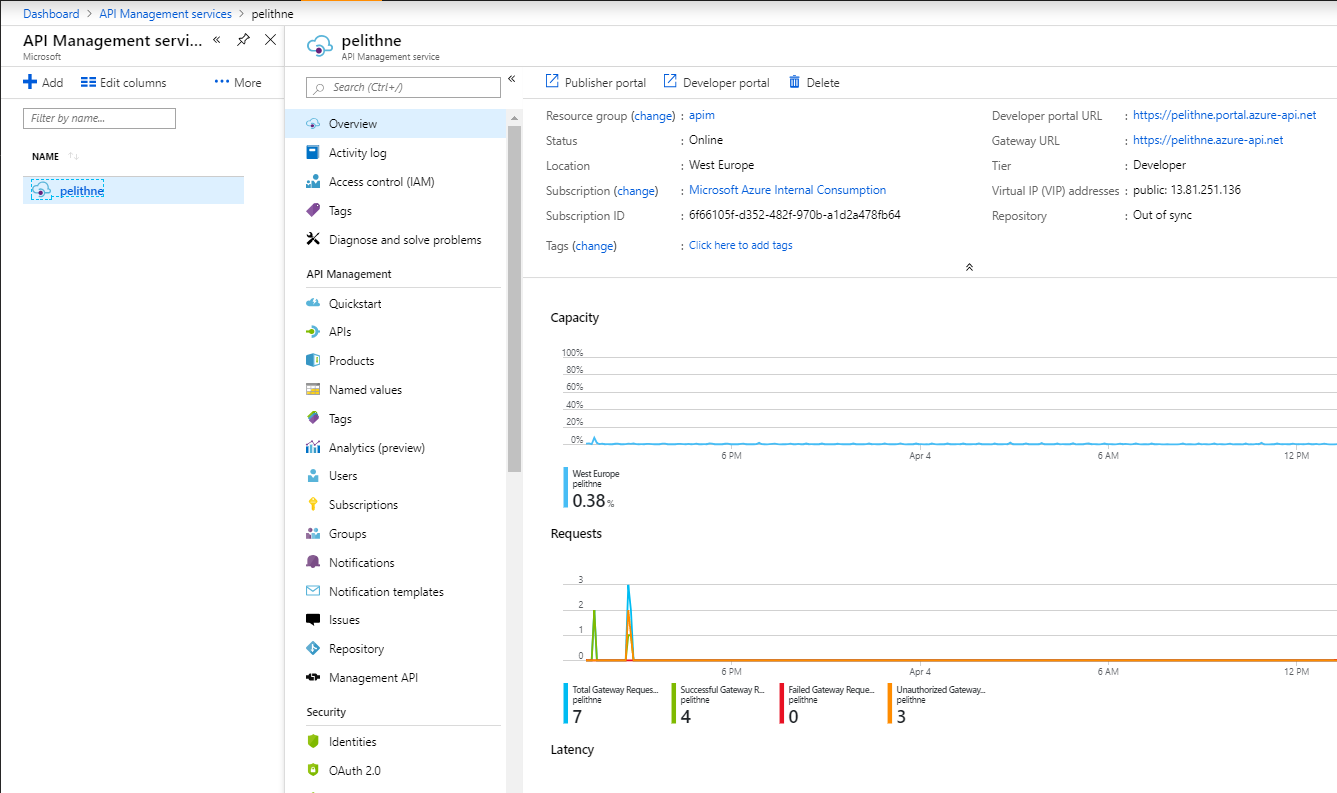 Dashboard > API Management services > pelithne
API Management servi... «
Microsoft
Add Edit columns ••• More
Filter by name...
NAME ↑↓
pelithne
pelithne
API Management service
Search (Ctrl+/) «
Overview
Activity log
Access control (IAM)
Tags
Diagnose and solve problems
API Management
Quickstart
APIs
Products
Named values
Tags
Analytics (preview)
Users
Subscriptions
Groups
Notifications
Notification templates
Issues
Repository
Management API
Security
Identities
OAuth 2.0
Publisher portal Developer portal Delete
Resource group (change) : apim
Status : Online
Location : West Europe
Subscription (change) : Microsoft Azure Internal Consumption
Subscription ID : 6f66105f-d352-482f-970b-a1d2a478fb64
Tags (change) : Click here to add tags
Developer portal URL : https://pelithne.portal.azure-api.net
Gateway URL : https://pelithne.azure-api.net
Tier : Developer
Virtual IP (VIP) addresses : public: 13.81.251.136
Repository : Out of sync
Capacity
100%
80%
60%
40%
20%
0%
6 PM Apr 4 6 AM 12 PM
West Europe
pelithne
0.38 %
Requests
3
2
1
0
6 PM Apr 4 6 AM 12 PM
Total Gateway Reques... Successful Gateway R... Failed Gateway Reque... Unauthorized Gateway...
pelithne pelithne pelithne pelithne
7 4 0 3
Latency